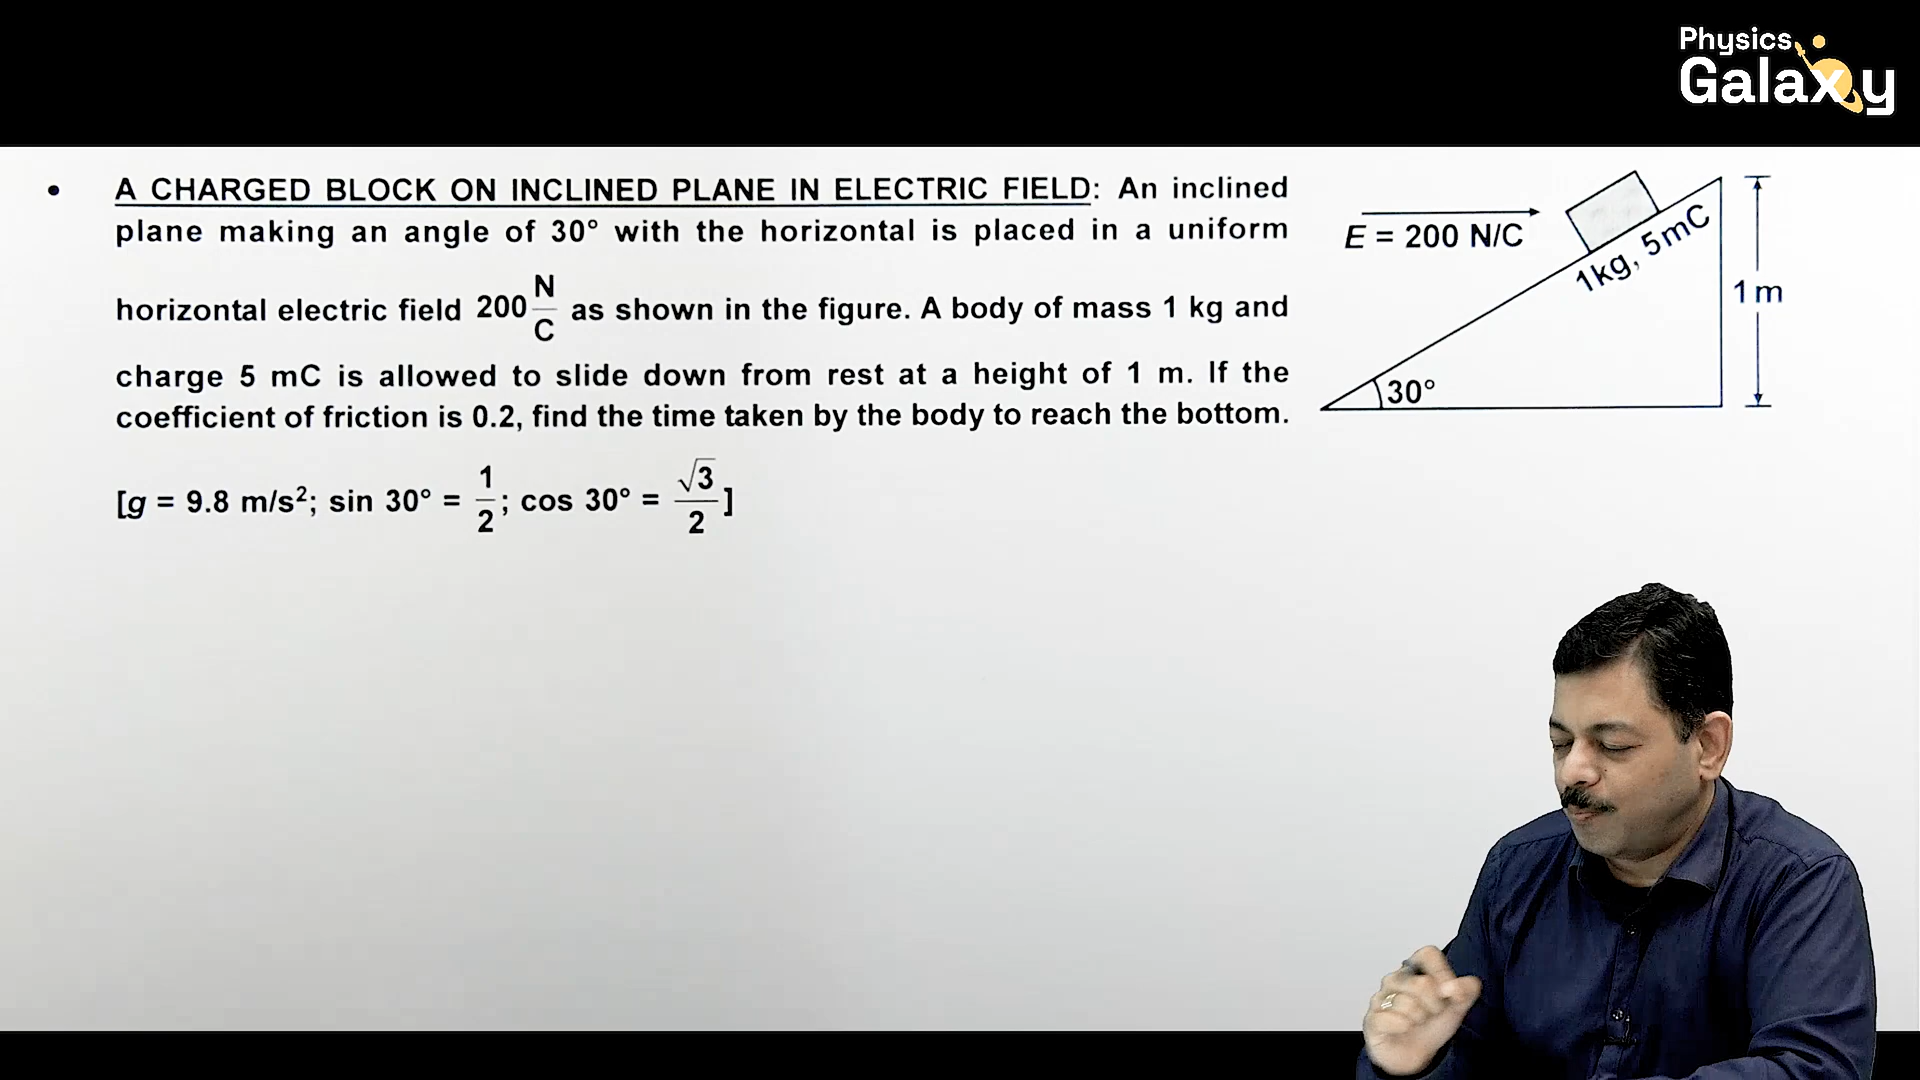 Physics
Galaxy
• A CHARGED BLOCK ON INCLINED PLANE IN ELECTRIC FIELD: An inclined
plane making an angle of 30° with the horizontal is placed in a uniform
horizontal electric field 200 N/C as shown in the figure. A body of mass 1 kg and
charge 5 mC is allowed to slide down from rest at a height of 1 m. If the
coefficient of friction is 0.2, find the time taken by the body to reach the bottom.
[g = 9.8 m/s²; sin 30° = 1/2; cos 30° = √3/2]
E = 200 N/C
1kg, 5mC
1 m
30°